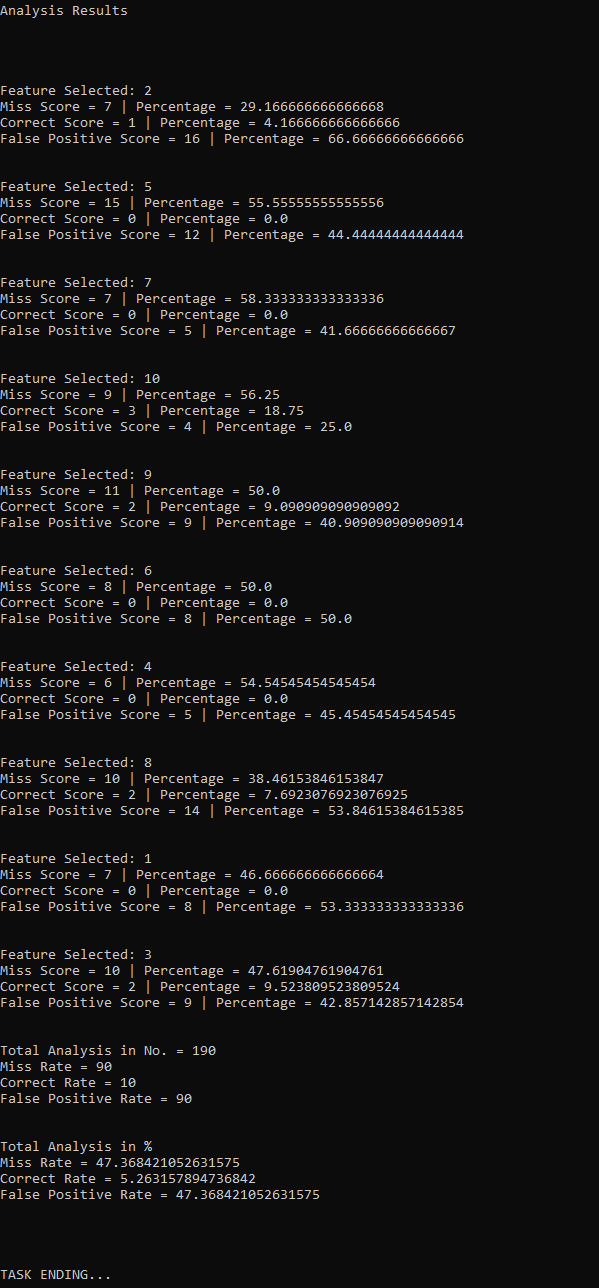 Analysis Results
Feature Selected: 2
Miss Score = 7 | Percentage = 29.166666666666668
Correct Score = 1 | Percentage = 4.166666666666666
False Positive Score = 16 | Percentage = 66.66666666666666
Feature Selected: 5
Miss Score = 15 | Percentage = 55.55555555555556
Correct Score = 0 | Percentage = 0.0
False Positive Score = 12 | Percentage = 44.44444444444444
Feature Selected: 7
Miss Score = 7 | Percentage = 58.333333333333336
Correct Score = 0 | Percentage = 0.0
False Positive Score = 5 | Percentage = 41.66666666666667
Feature Selected: 10
Miss Score = 9 | Percentage = 56.25
Correct Score = 3 | Percentage = 18.75
False Positive Score = 4 | Percentage = 25.0
Feature Selected: 9
Miss Score = 11 | Percentage = 50.0
Correct Score = 2 | Percentage = 9.090909090909092
False Positive Score = 9 | Percentage = 40.909090909090914
Feature Selected: 6
Miss Score = 8 | Percentage = 50.0
Correct Score = 0 | Percentage = 0.0
False Positive Score = 8 | Percentage = 50.0
Feature Selected: 4
Miss Score = 6 | Percentage = 54.54545454545454
Correct Score = 0 | Percentage = 0.0
False Positive Score = 5 | Percentage = 45.45454545454545
Feature Selected: 8
Miss Score = 10 | Percentage = 38.46153846153847
Correct Score = 2 | Percentage = 7.6923076923076925
False Positive Score = 14 | Percentage = 53.84615384615385
Feature Selected: 1
Miss Score = 7 | Percentage = 46.666666666666664
Correct Score = 0 | Percentage = 0.0
False Positive Score = 8 | Percentage = 53.333333333333336
Feature Selected: 3
Miss Score = 10 | Percentage = 47.61904761904761
Correct Score = 2 | Percentage = 9.523809523809524
False Positive Score = 9 | Percentage = 42.857142857142854
Total Analysis in No. = 190
Miss Rate = 90
Correct Rate = 10
False Positive Rate = 90
Total Analysis in %
Miss Rate = 47.368421052631575
Correct Rate = 5.263157894736842
False Positive Rate = 47.368421052631575
TASK ENDING...